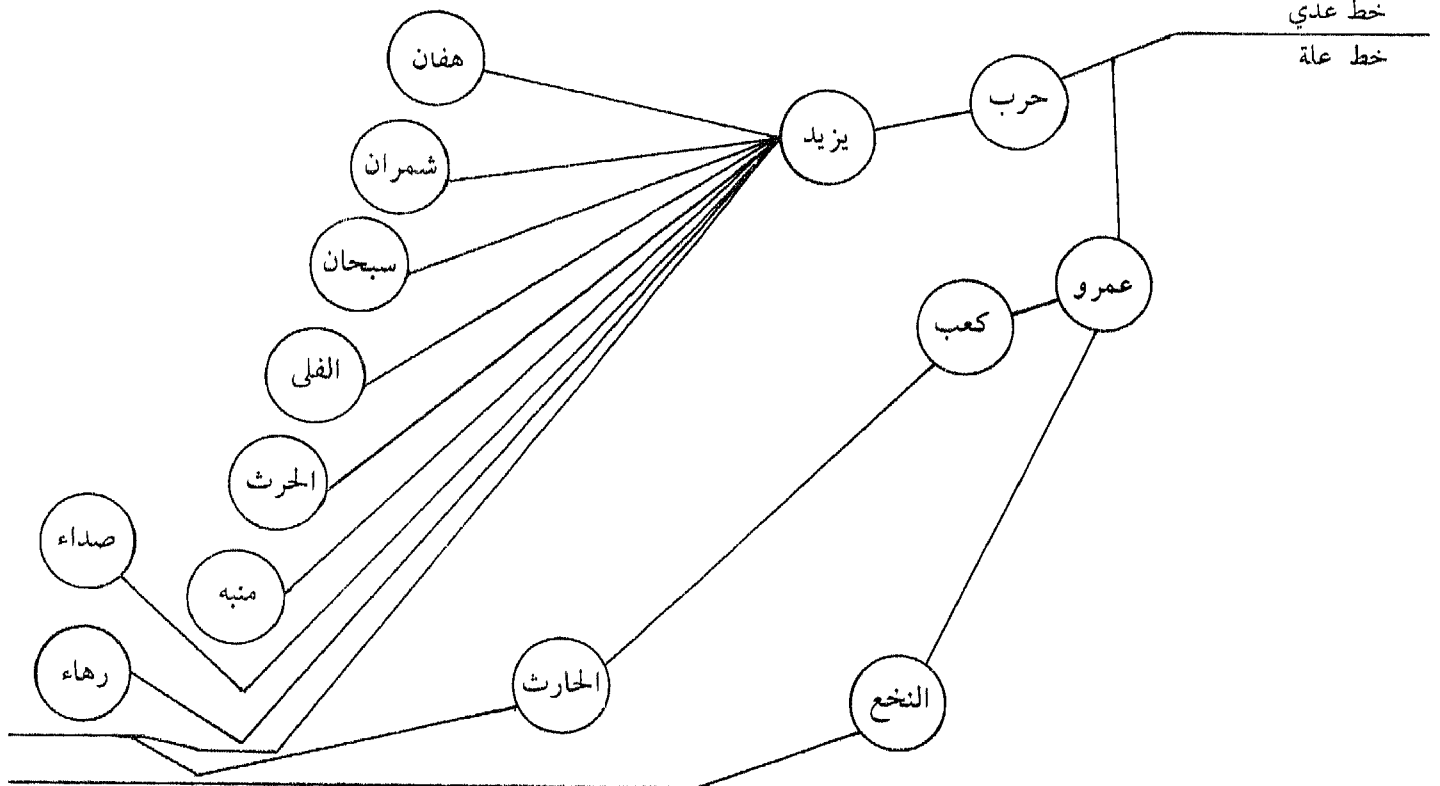 خط عدي
خط علة
حرب
يزيد
هفان
شمران
سبحان
الفلى
الحرث
منبه
صداء
رهاء
عمرو
كعب
الحارث
النخع